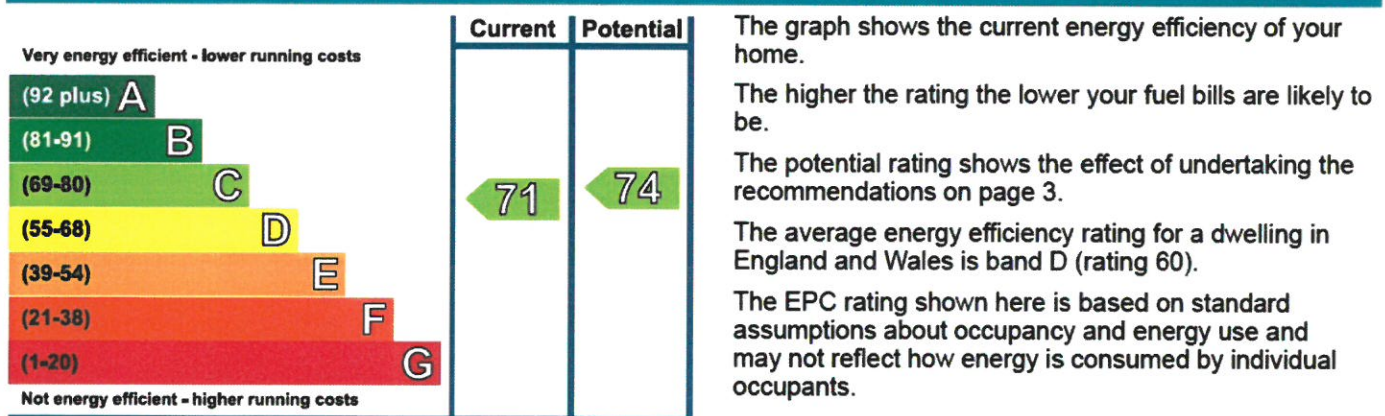 Current Potential
Very energy efficient - lower running costs
(92 plus) A
(81-91) B
(69-80) C
(55-68) D
(39-54) E
(21-38) F
(1-20) G
Not energy efficient - higher running costs
71
74
The graph shows the current energy efficiency of your
home.
The higher the rating the lower your fuel bills are likely to
be.
The potential rating shows the effect of undertaking the
recommendations on page 3.
The average energy efficiency rating for a dwelling in
England and Wales is band D (rating 60).
The EPC rating shown here is based on standard
assumptions about occupancy and energy use and
may not reflect how energy is consumed by individual
occupants.